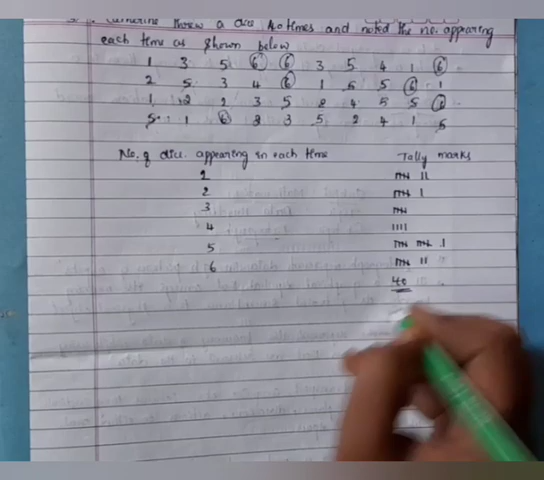 Catherine threw a dice 40 times and noted the no. appearing
each time as shown below
1 3 5 6 6 3 5 4 1 6
2 5 3 4 6 1 5 5 6 1
1 2 2 3 5 2 4 5 5 6
5 1 6 2 3 5 2 4 1 5
No. of dice appearing in each time Tally marks
1 𝍸 ||
2 𝍸 |
3 𝍸
4 ||||
5 𝍸 𝍸 |
6 𝍸 ||
40